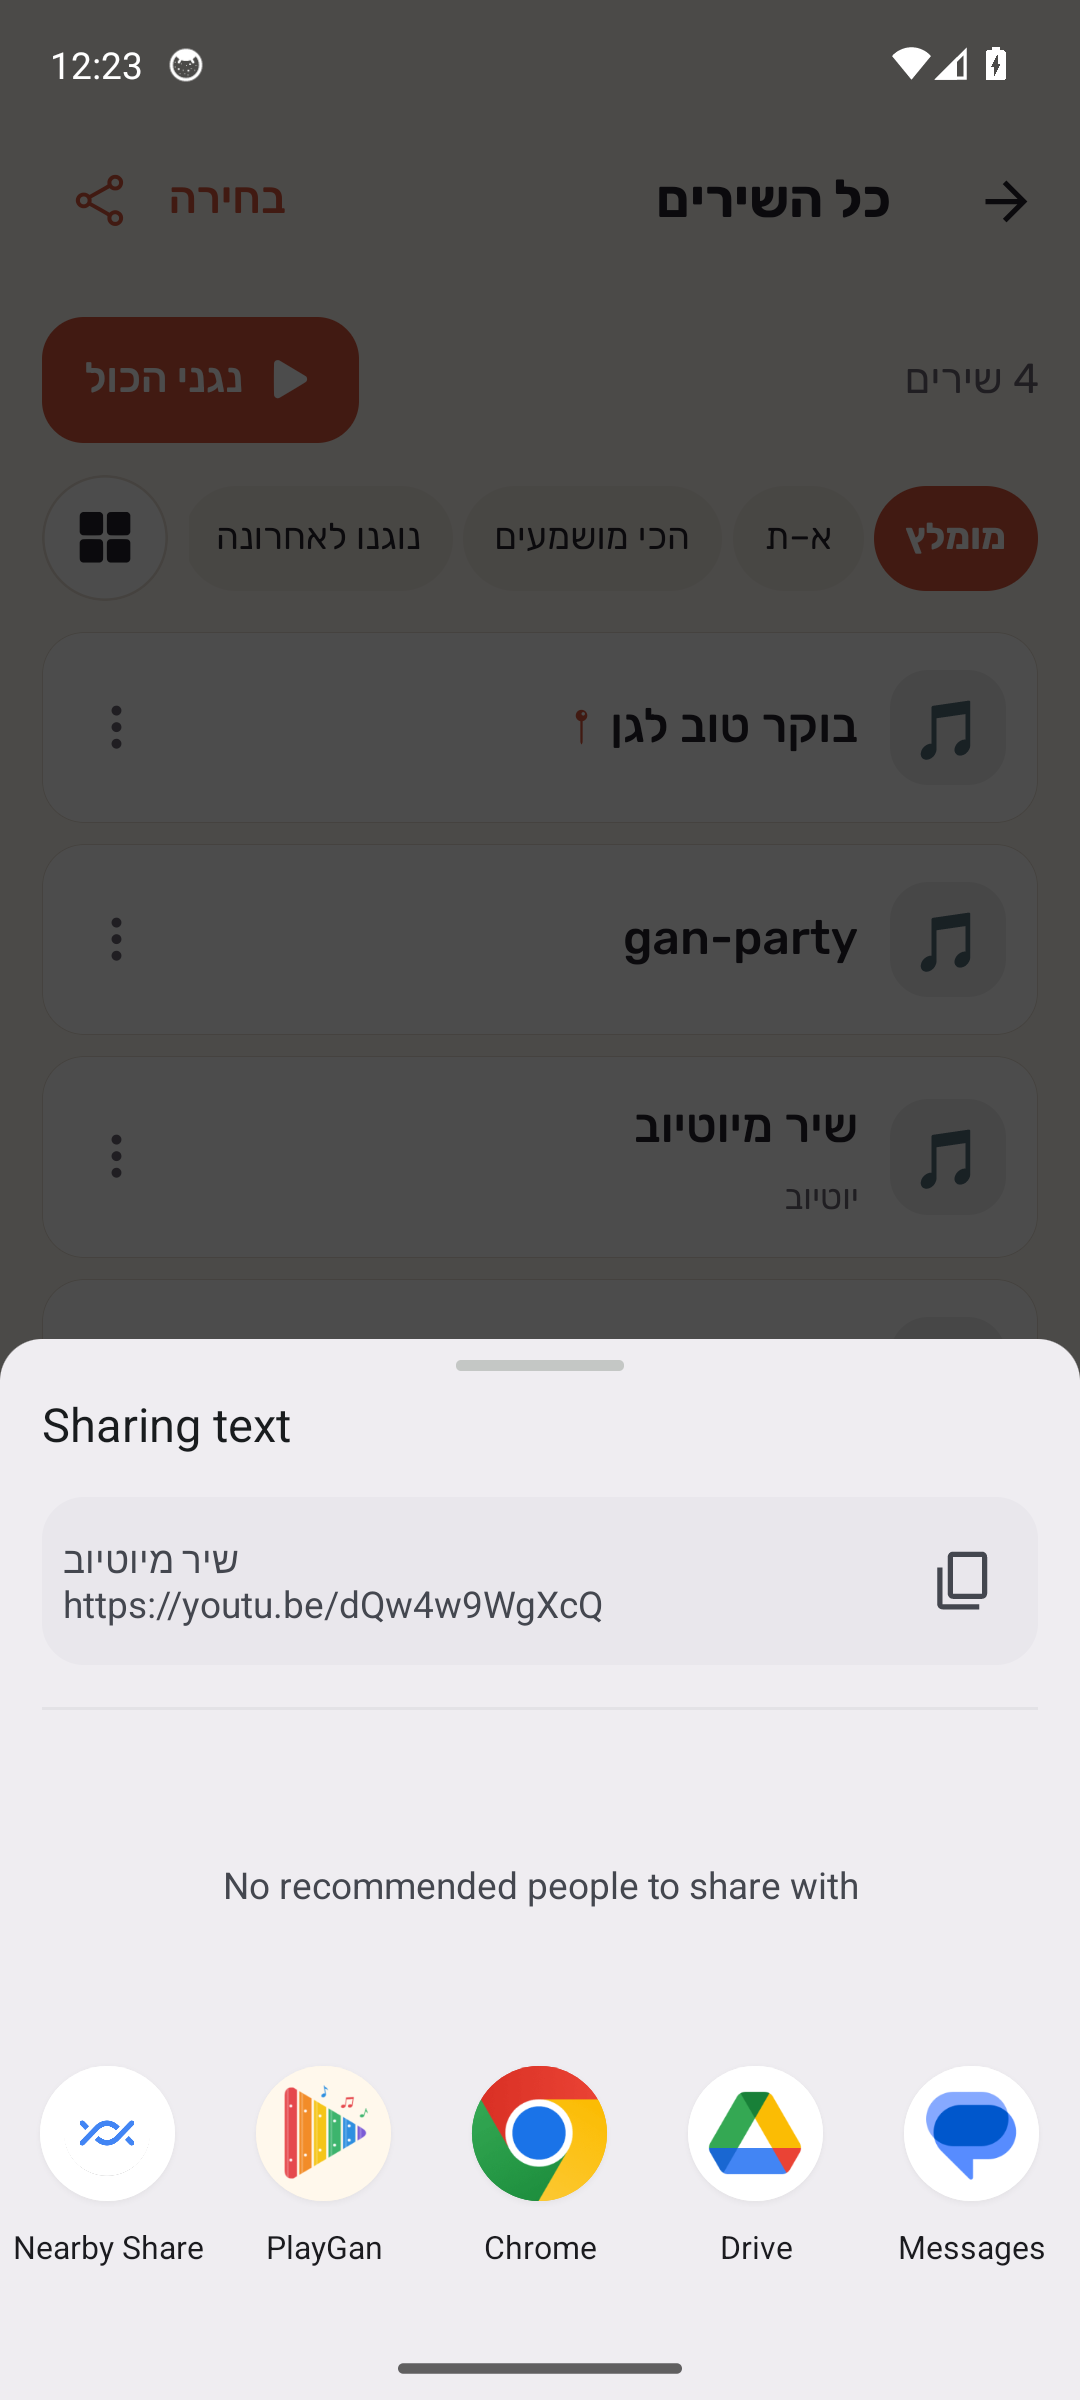 12:23
כל השירים
בחירה
4 שירים
נגני הכול
מומלץ
א-ת
הכי מושמעים
נוגנו לאחרונה
בוקר טוב לגן
gan-party
שיר מיוטיוב
יוטיוב
Sharing text
שיר מיוטיוב
https://youtu.be/dQw4w9WgXcQ
No recommended people to share with
Nearby Share
PlayGan
Chrome
Drive
Messages